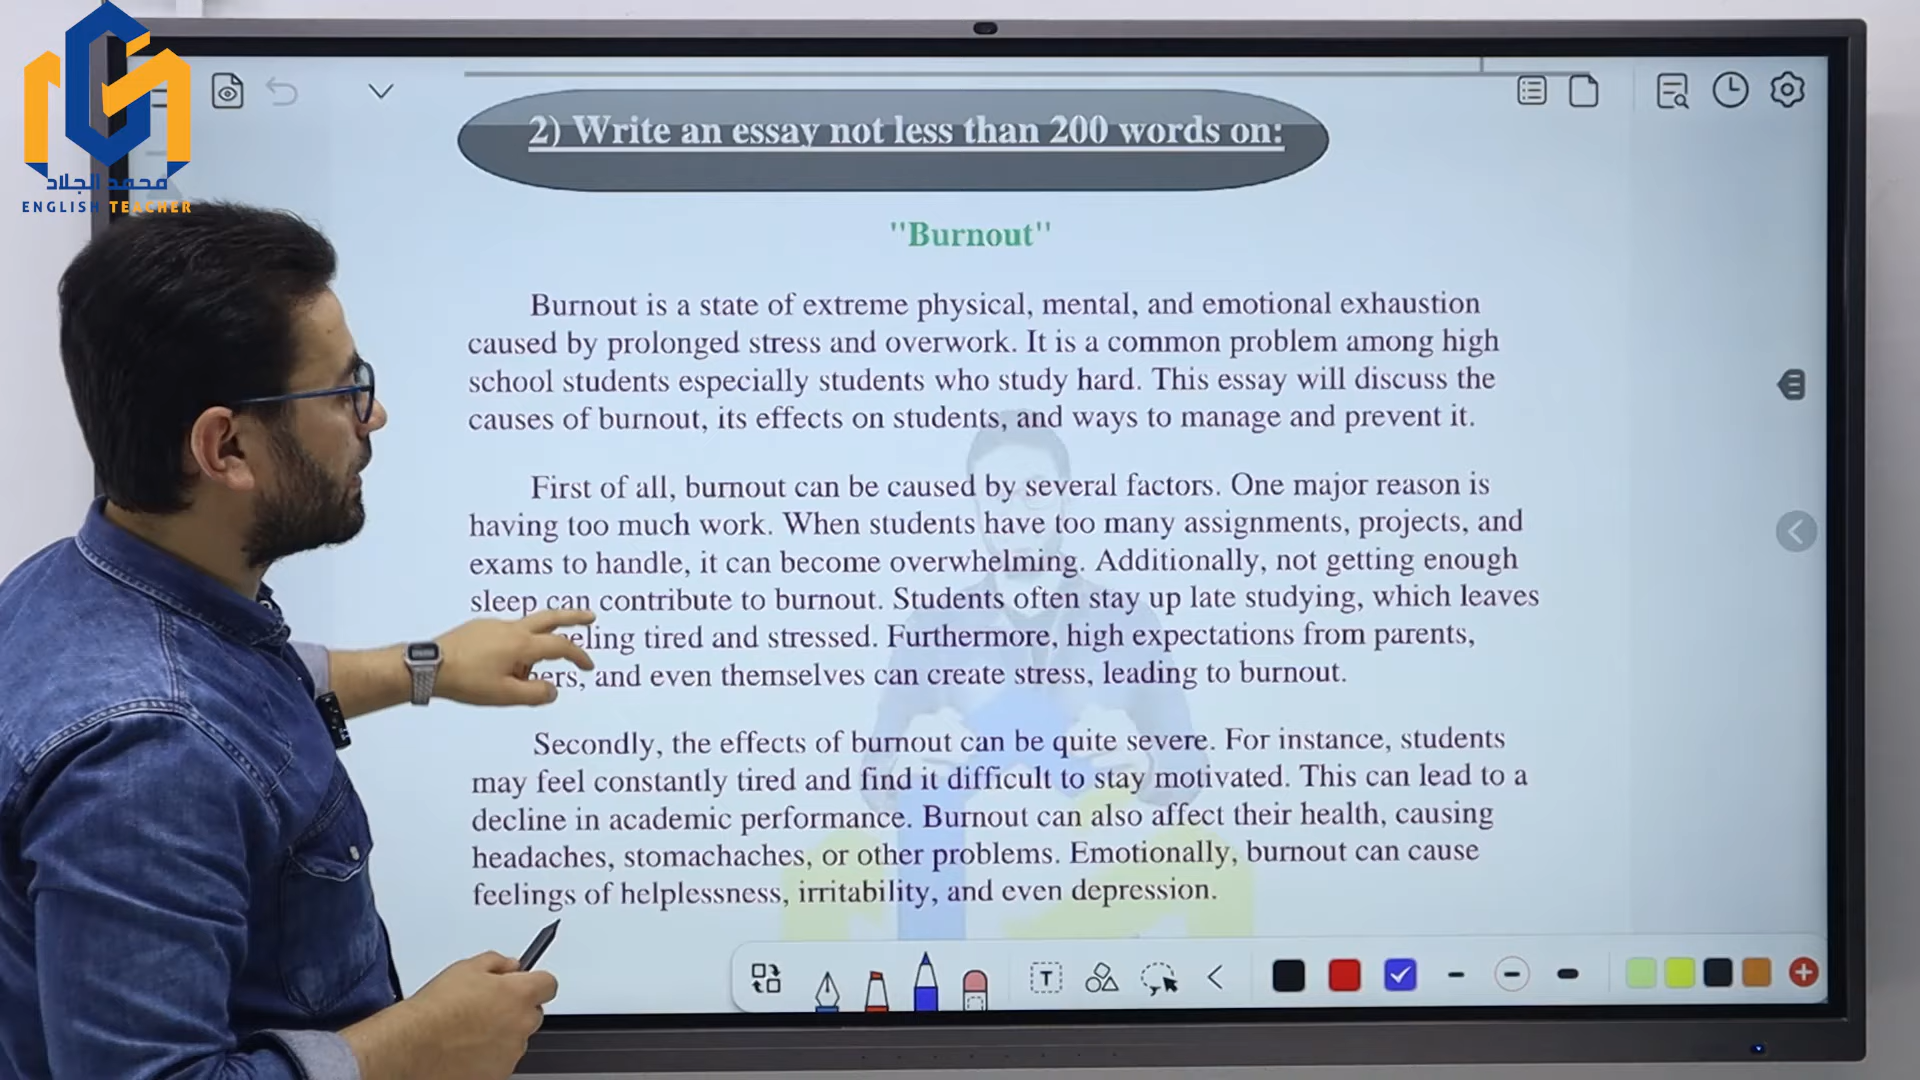 محمد الجلاد
ENGLISH TEACHER
2) Write an essay not less than 200 words on:
"Burnout"
Burnout is a state of extreme physical, mental, and emotional exhaustion
caused by prolonged stress and overwork. It is a common problem among high
school students especially students who study hard. This essay will discuss the
causes of burnout, its effects on students, and ways to manage and prevent it.
First of all, burnout can be caused by several factors. One major reason is
having too much work. When students have too many assignments, projects, and
exams to handle, it can become overwhelming. Additionally, not getting enough
sleep can contribute to burnout. Students often stay up late studying, which leaves
eling tired and stressed. Furthermore, high expectations from parents,
ers, and even themselves can create stress, leading to burnout.
Secondly, the effects of burnout can be quite severe. For instance, students
may feel constantly tired and find it difficult to stay motivated. This can lead to a
decline in academic performance. Burnout can also affect their health, causing
headaches, stomachaches, or other problems. Emotionally, burnout can cause
feelings of helplessness, irritability, and even depression.
T